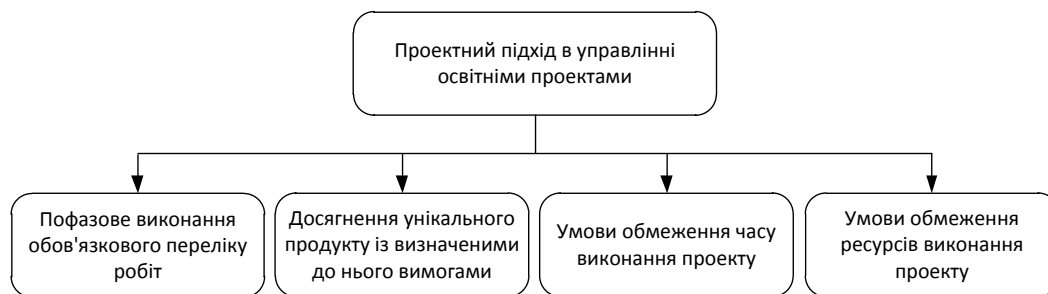 Проектний підхід в управлінні
освітніми проектами
Пофазове виконання
обов'язкового переліку
робіт
Досягнення унікального
продукту із визначеними
до нього вимогами
Умови обмеження часу
виконання проекту
Умови обмеження
ресурсів виконання
проекту